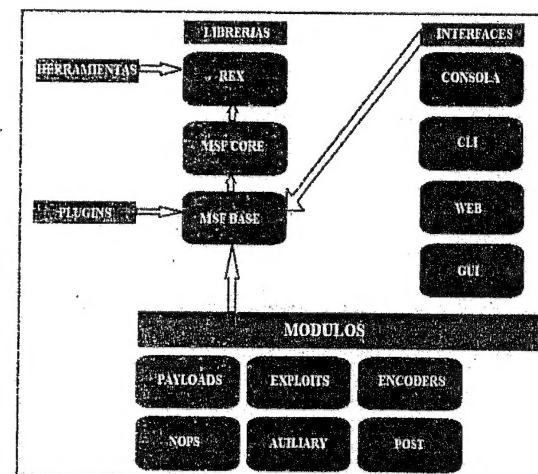 LIBRERIAS
INTERFACES
HERRAMIENTAS
REX
CONSOLA
MSF CORE
CLI
PLUGINS
MSF BASE
WEB
GUI
MODULOS
PAYLOADS
EXPLOITS
ENCODERS
NOPS
AUILIARY
POST